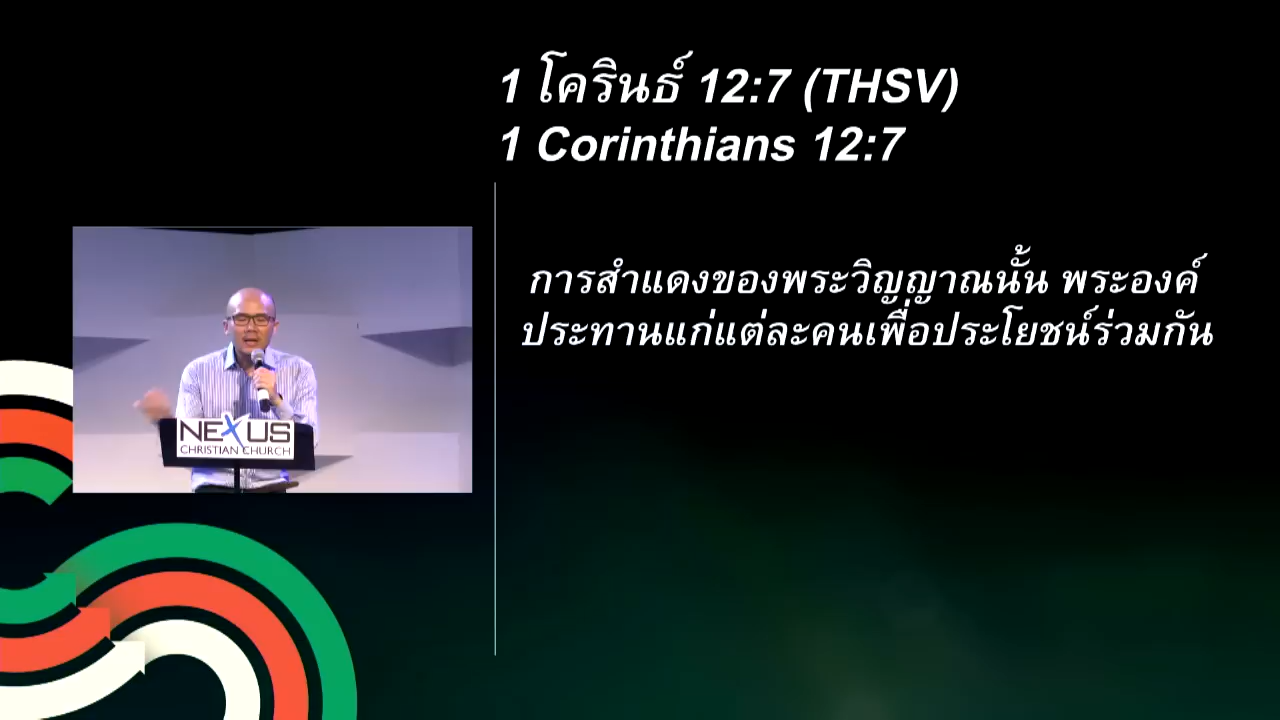 1 โครินธ์ 12:7 (THSV)
1 Corinthians 12:7
การสำแดงของพระวิญญาณนั้น พระองค์
ประทานแก่แต่ละคนเพื่อประโยชน์ร่วมกัน
NEXUS
CHRISTIAN CHURCH